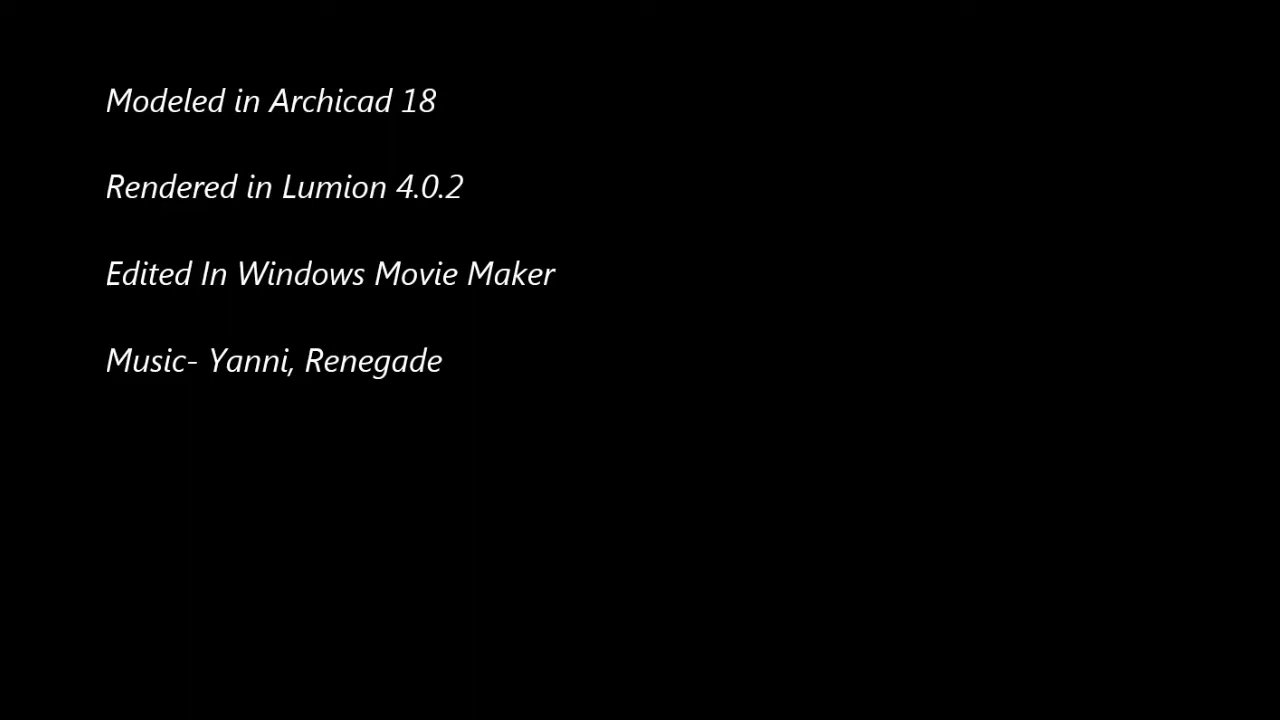 Modeled in Archicad 18
Rendered in Lumion 4.0.2
Edited In Windows Movie Maker
Music- Yanni, Renegade